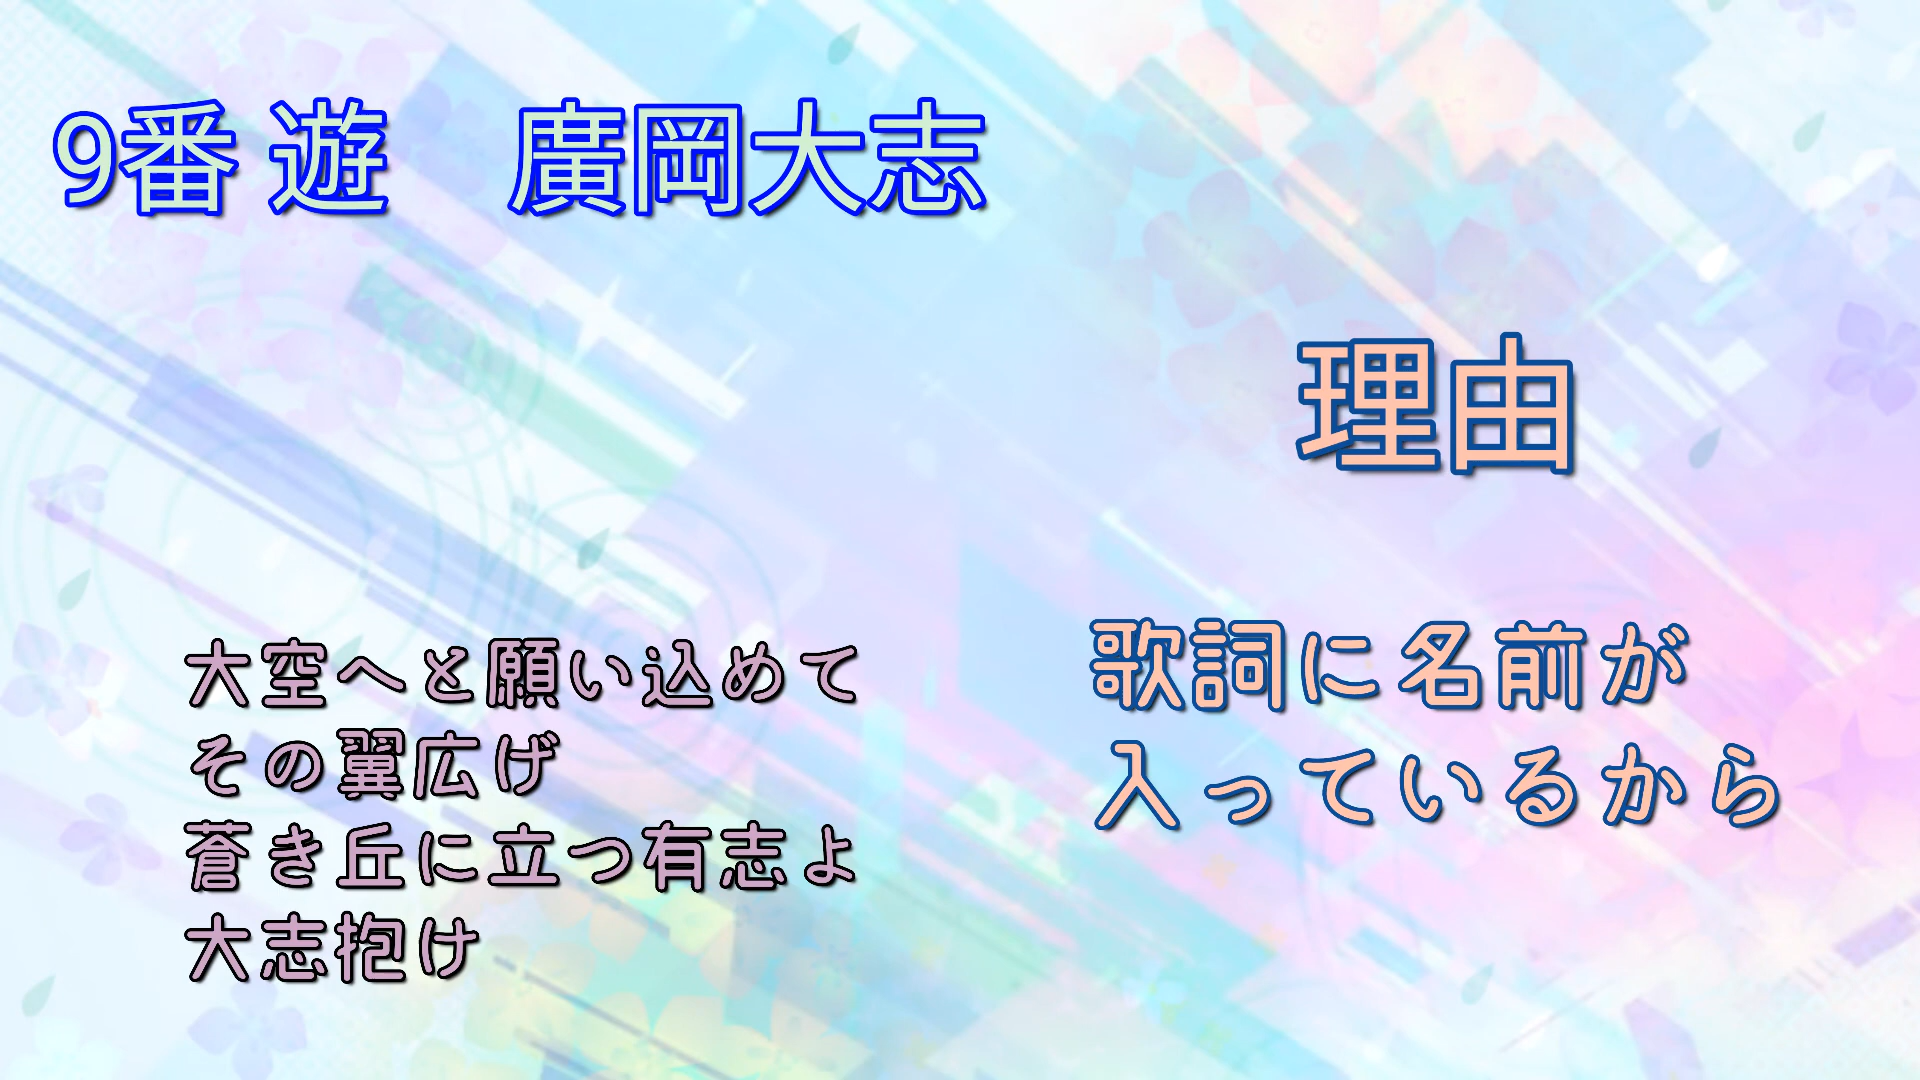 9番 遊　廣岡大志
理由
大空へと願い込めて
その翼広げ
蒼き丘に立つ有志よ
大志抱け
歌詞に名前が
入っているから